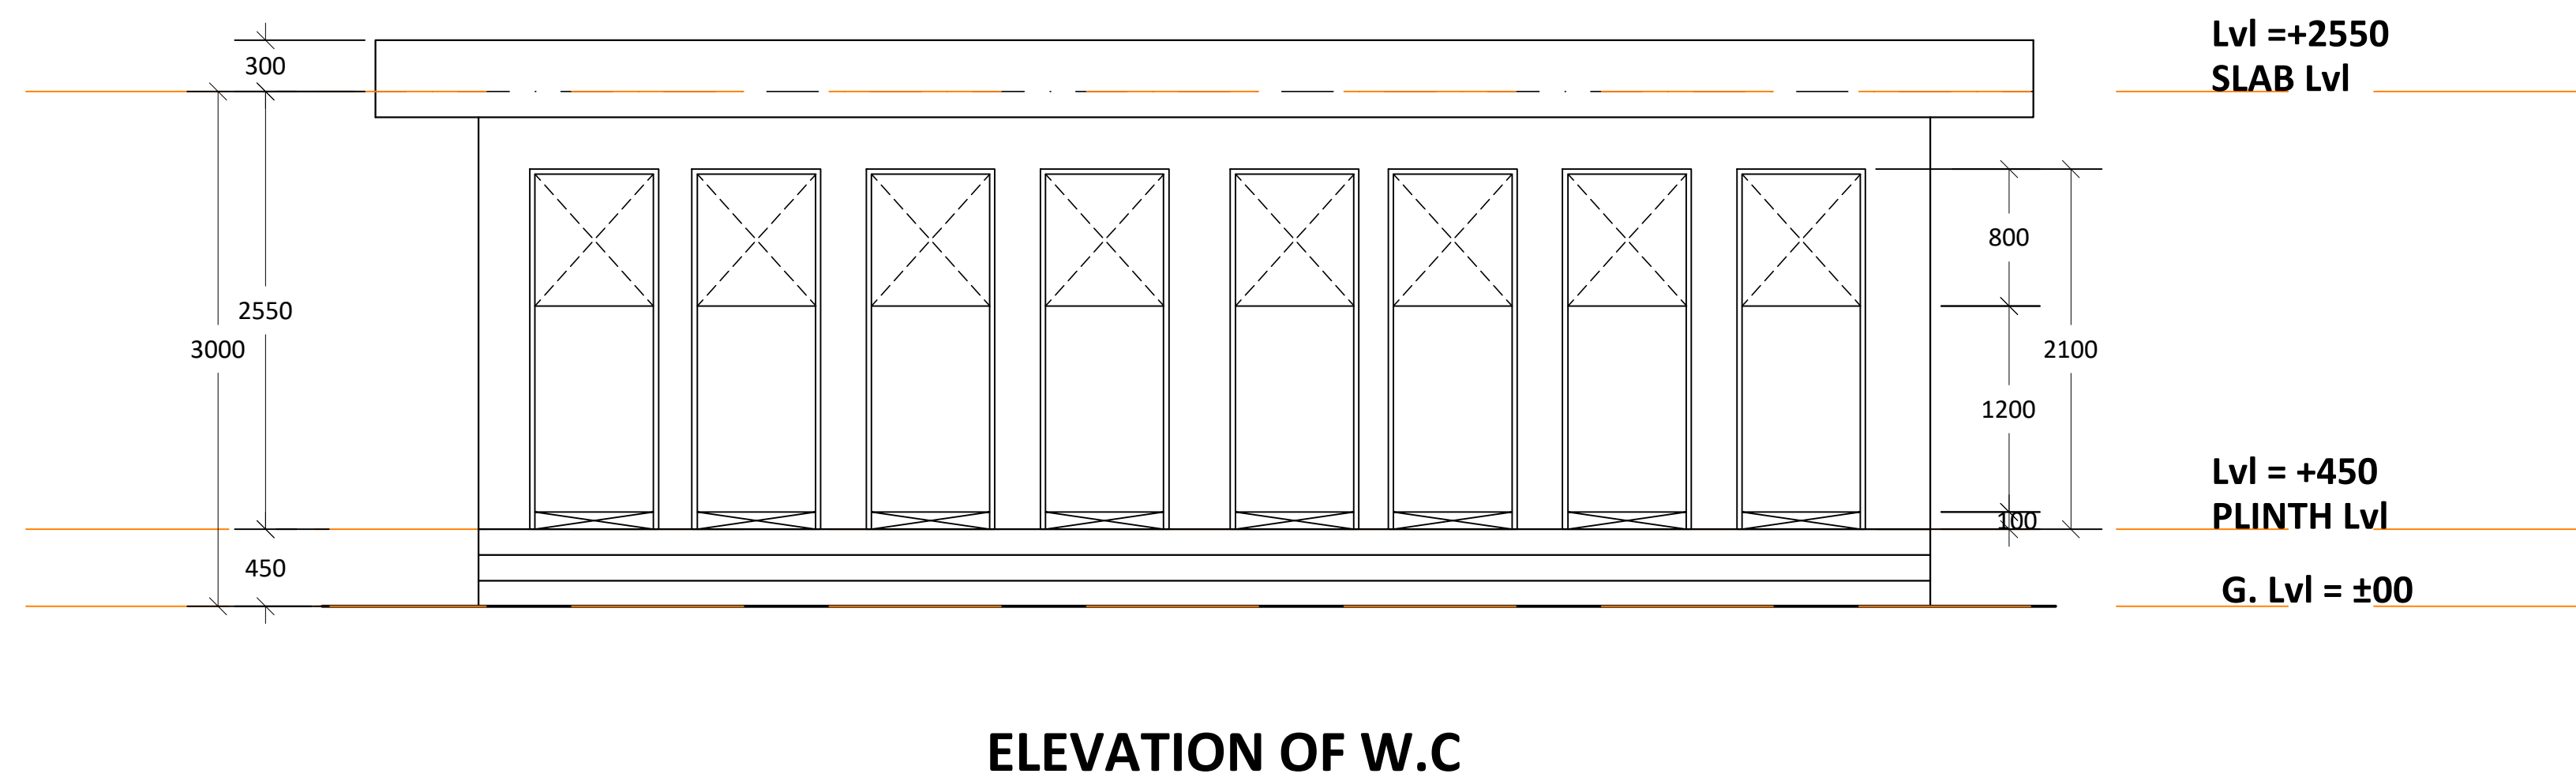 Lvl =+2550
SLAB Lvl
300
800
2550
3000
2100
1200
Lvl = +450
PLINTH Lvl
100
450
G. Lvl = ±00
ELEVATION OF W.C